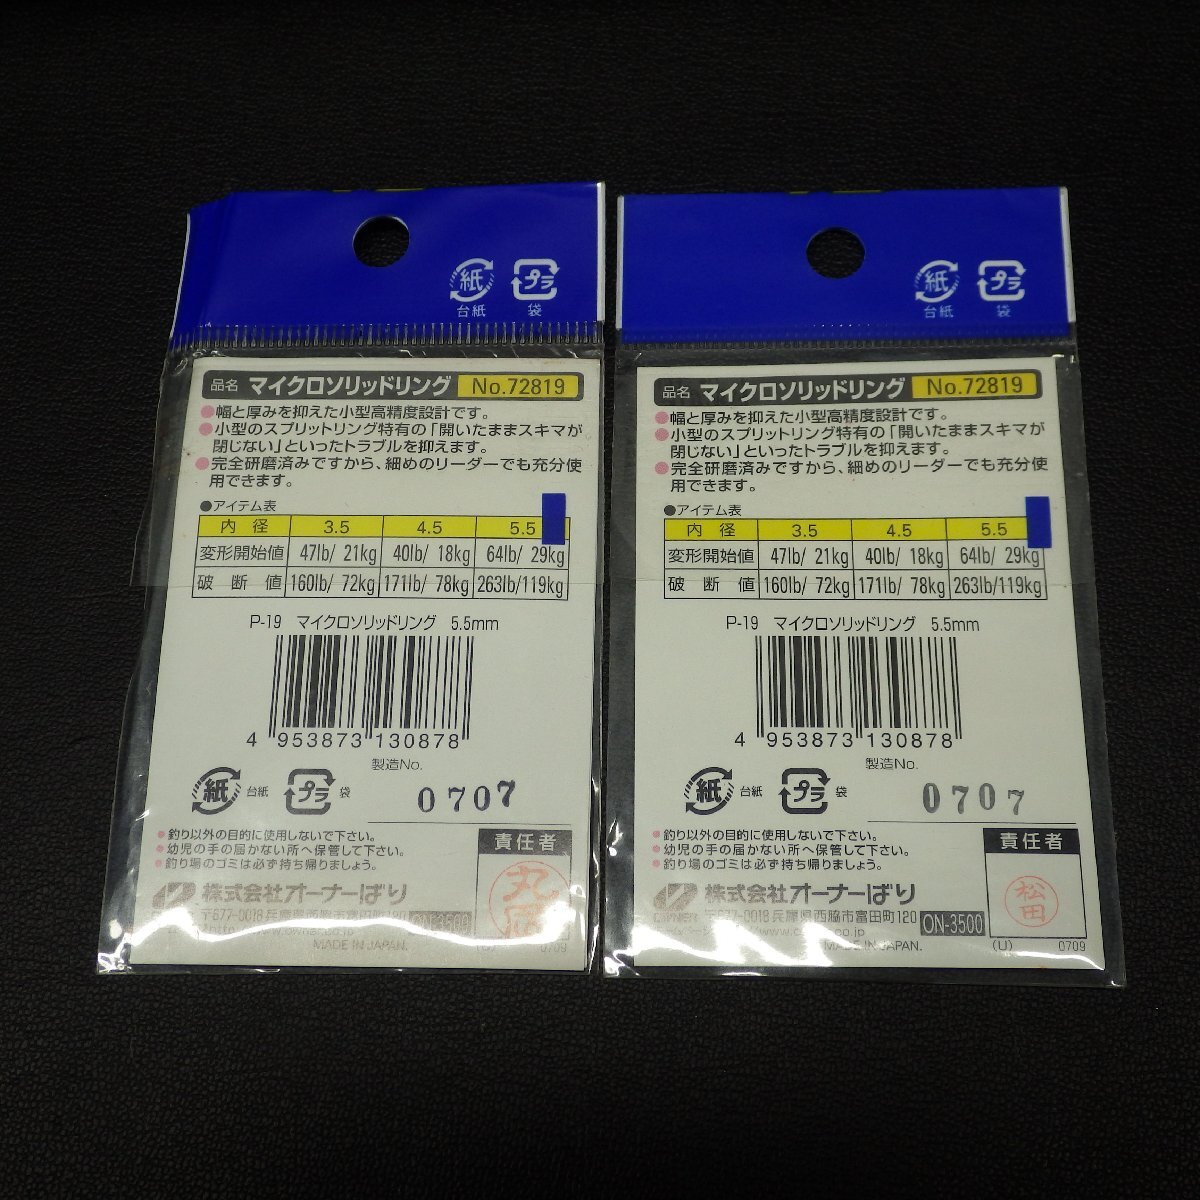 紙
台紙
プラ
袋
品名 マイクロソリッドリング No.72819
●幅と厚みを抑えた小型高精度設計です。
●小型のスプリットリング特有の「開いたままスキマが
閉じない」といったトラブルを抑えます。
●完全研磨済みですから、細めのリーダーでも充分使
用できます。
●アイテム表
内径 3.5 4.5 5.5
変形開始値 47lb/ 21kg 40lb/ 18kg 64lb/ 29kg
破断値 160lb/ 72kg 171lb/ 78kg 263lb/119kg
P-19 マイクロソリッドリング 5.5mm
4 953873 130878
製造No.
紙 台紙 プラ 袋 0707
●釣り以外の目的に使用しないで下さい。
●幼児の手の届かない所へ保管して下さい。
●釣り場のゴミは必ず持ち帰りましょう。
責任者
株式会社オーナーばり
〒677-0018 兵庫県西脇市富田町120 ON-3500
MADE IN JAPAN. (U) 0709
紙
台紙
プラ
袋
品名 マイクロソリッドリング No.72819
●幅と厚みを抑えた小型高精度設計です。
●小型のスプリットリング特有の「開いたままスキマが
閉じない」といったトラブルを抑えます。
●完全研磨済みですから、細めのリーダーでも充分使
用できます。
●アイテム表
内径 3.5 4.5 5.5
変形開始値 47lb/ 21kg 40lb/ 18kg 64lb/ 29kg
破断値 160lb/ 72kg 171lb/ 78kg 263lb/119kg
P-19 マイクロソリッドリング 5.5mm
4 953873 130878
製造No.
紙 台紙 プラ 袋 0707
●釣り以外の目的に使用しないで下さい。
●幼児の手の届かない所へ保管して下さい。
●釣り場のゴミは必ず持ち帰りましょう。
責任者
松田
株式会社オーナーばり
OWNER 〒677-0018 兵庫県西脇市富田町120 ON-3500
MADE IN JAPAN. (U) 0709